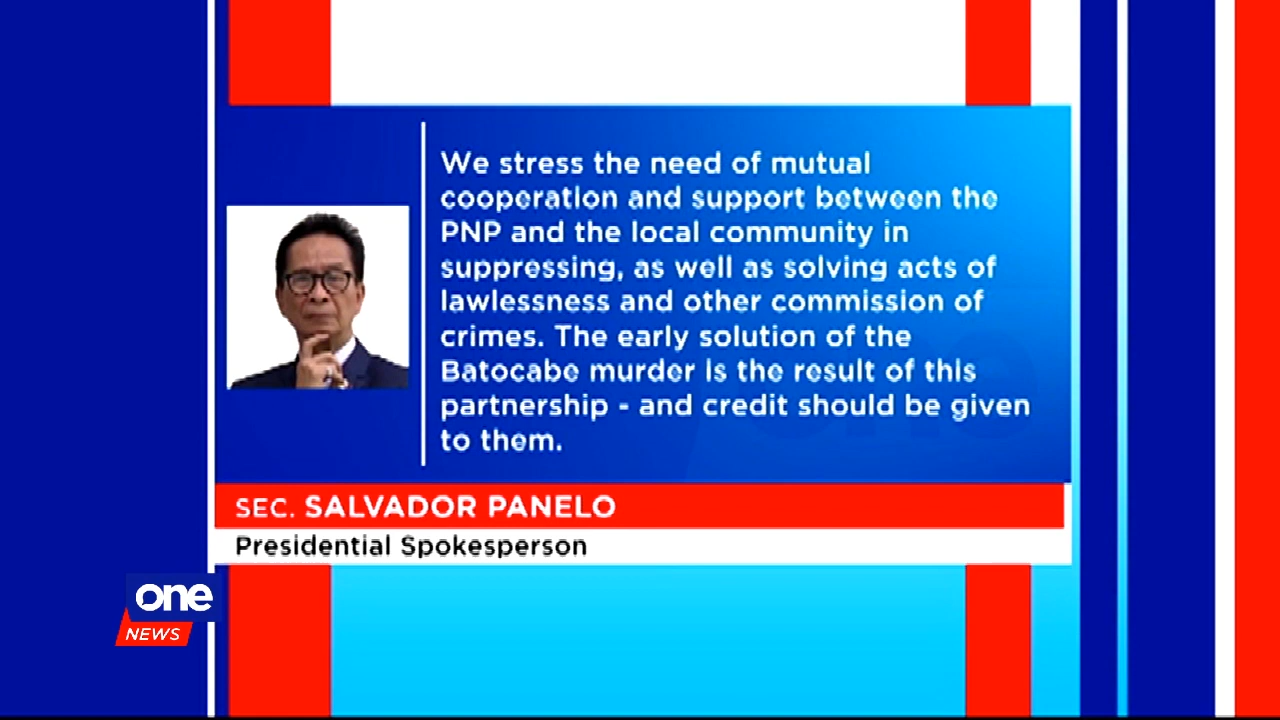 We stress the need of mutual
cooperation and support between the
PNP and the local community in
suppressing, as well as solving acts of
lawlessness and other commission of
crimes. The early solution of the
Batocabe murder is the result of this
partnership - and credit should be given
to them.
SEC. SALVADOR PANELO
Presidential Spokesperson
one
NEWS